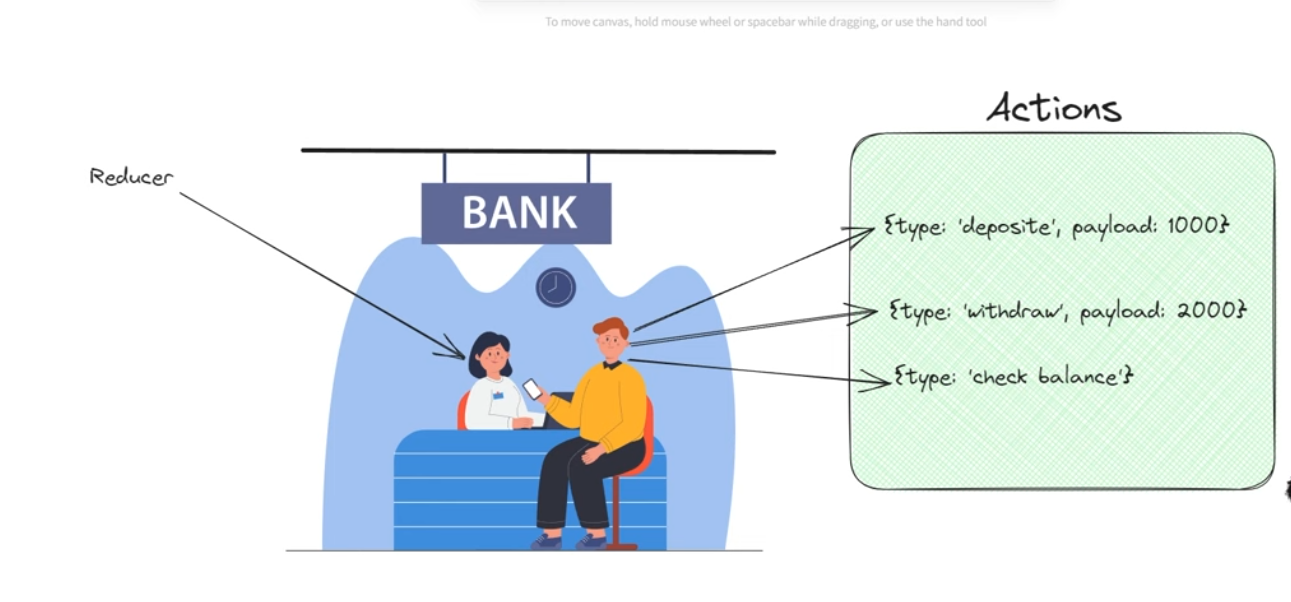 To move canvas, hold mouse wheel or spacebar while dragging, or use the hand tool
Actions
Reducer
BANK
{type: 'deposite', payload: 1000}
{type: 'withdraw', payload: 2000}
{type: 'check balance'}